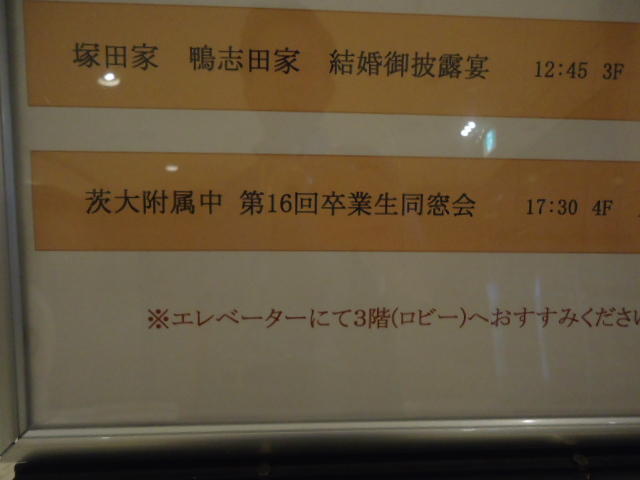 塚田家　鴨志田家　結婚御披露宴　12:45 3F
茨大附属中 第16回卒業生同窓会　17:30 4F
※エレベーターにて3階(ロビー)へおすすみくださ